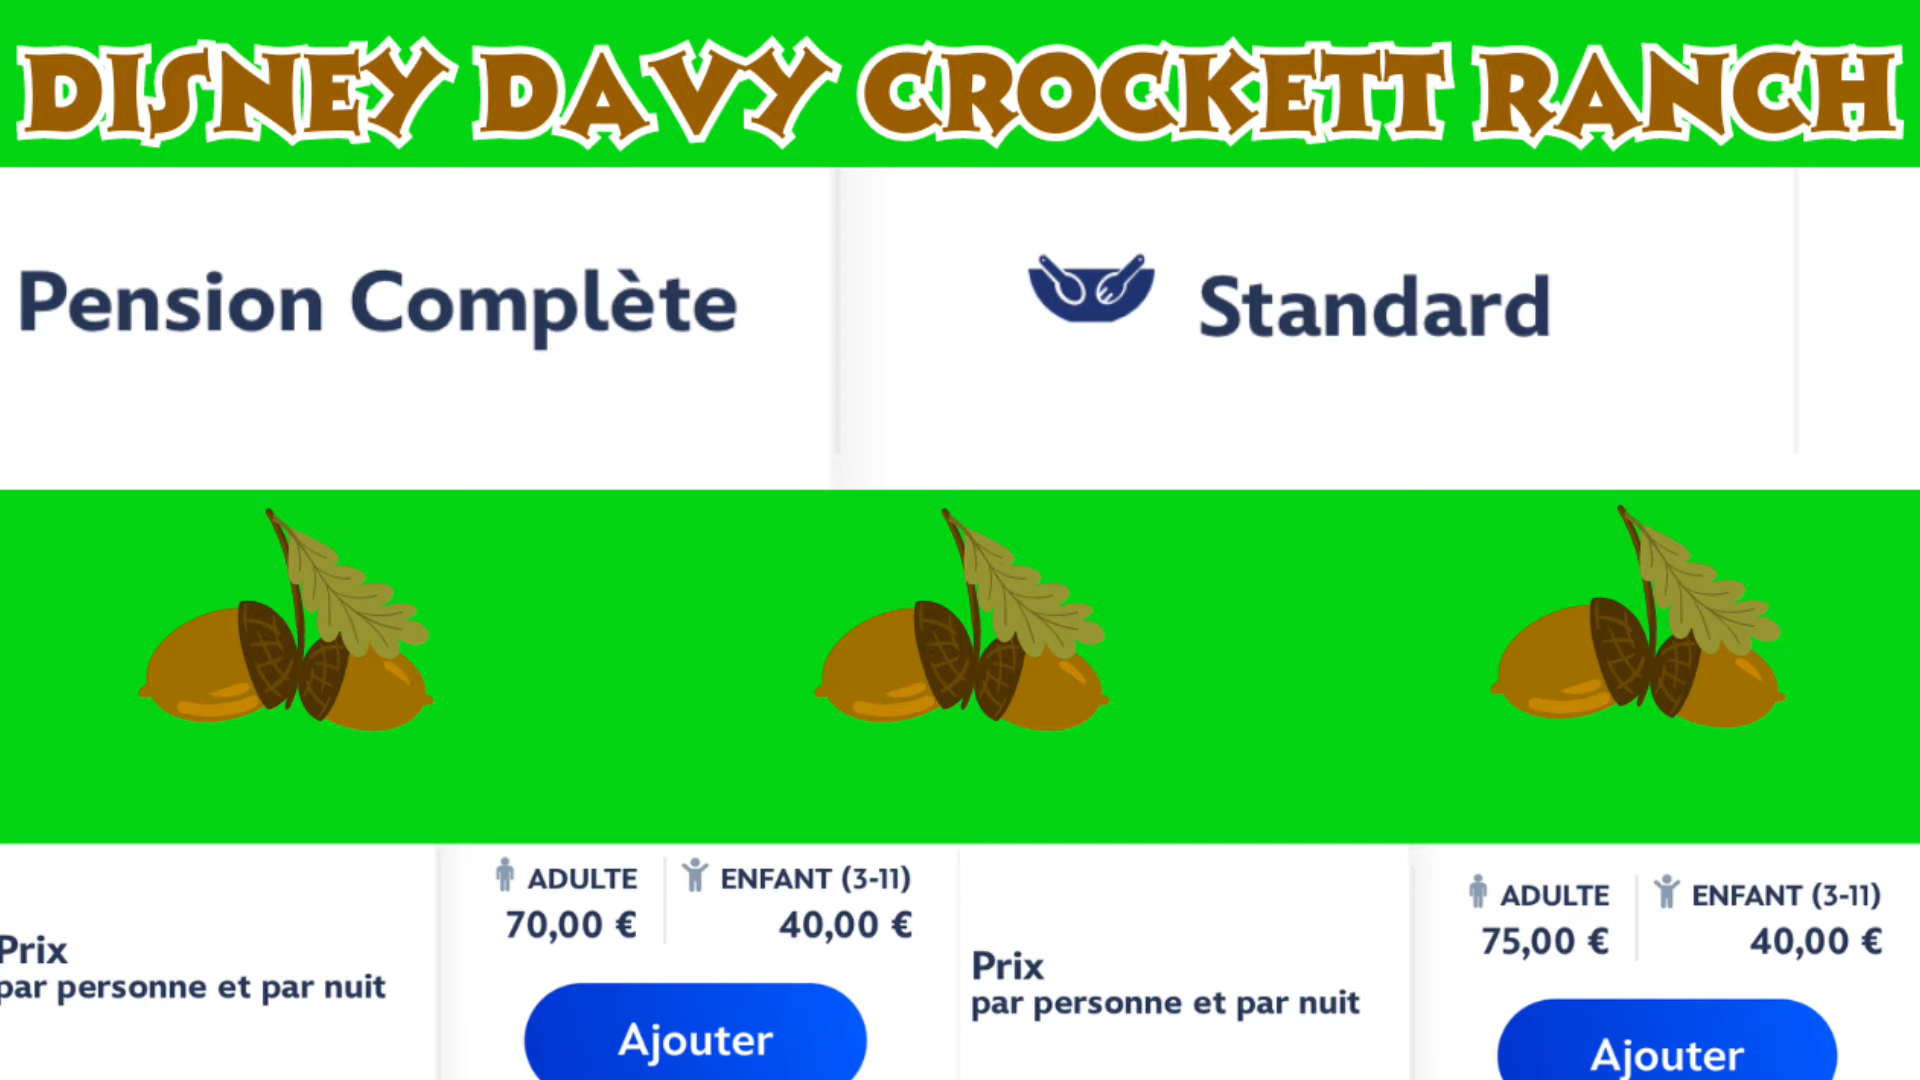 DISNEY DAVY CROCKETT RANCH
Pension Complète
Standard
ADULTE ENFANT (3-11)
70,00 € 40,00 €
Prix
par personne et par nuit
Ajouter
ADULTE ENFANT (3-11)
75,00 € 40,00 €
Prix
par personne et par nuit
Ajouter